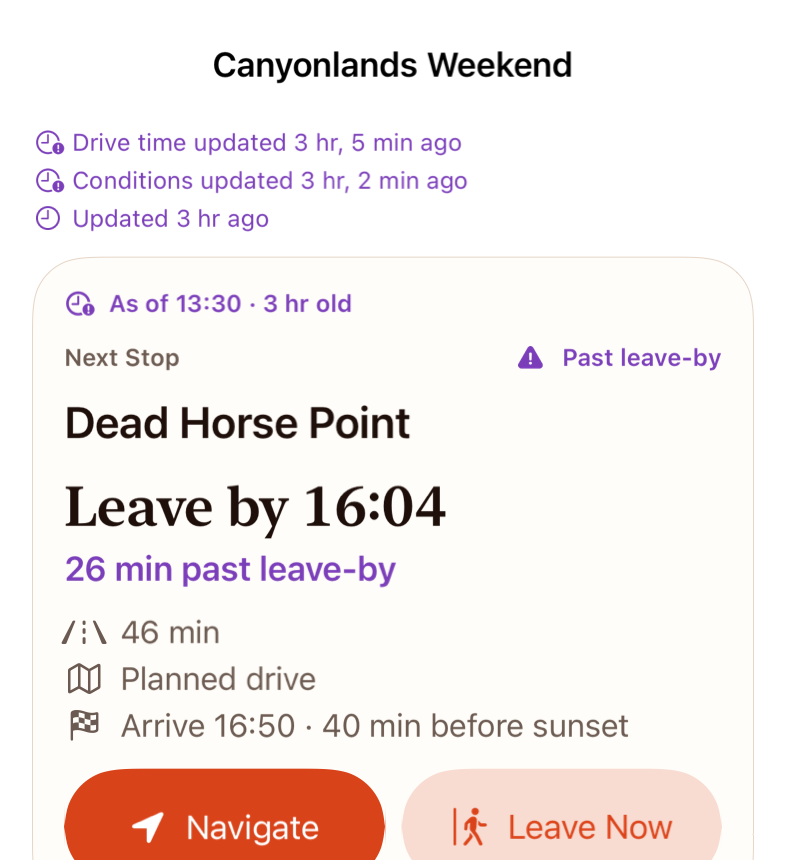 Canyonlands Weekend
Drive time updated 3 hr, 5 min ago
Conditions updated 3 hr, 2 min ago
Updated 3 hr ago
As of 13:30 · 3 hr old
Next Stop
Past leave-by
Dead Horse Point
Leave by 16:04
26 min past leave-by
46 min
Planned drive
Arrive 16:50 · 40 min before sunset
Navigate
Leave Now